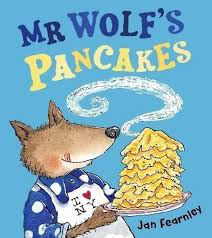 MR WOLF'S
PANCAKES
I ♥
NY
Jan Fearnley